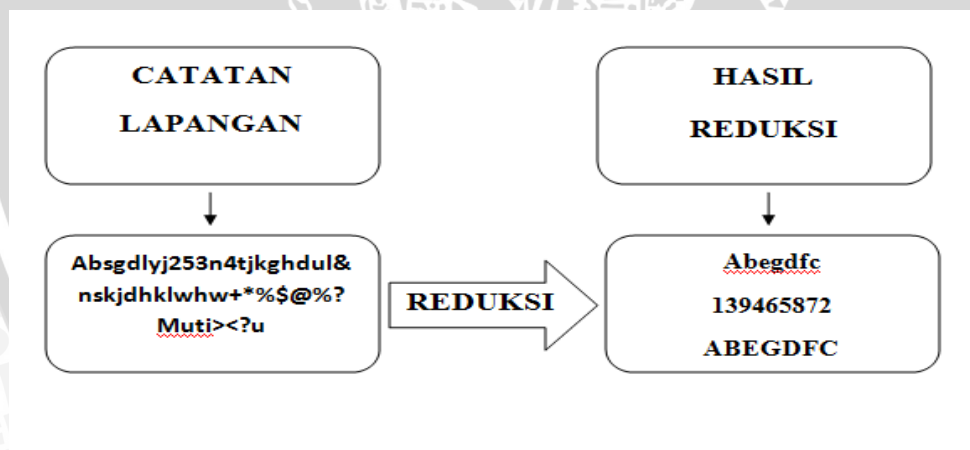 CATATAN
LAPANGAN
HASIL
REDUKSI
Absgdlyj253n4tjkghdul&
nskjdhklwhw+*%$@%?
Muti><?u
REDUKSI
Abegdfc
139465872
ABEGDFC